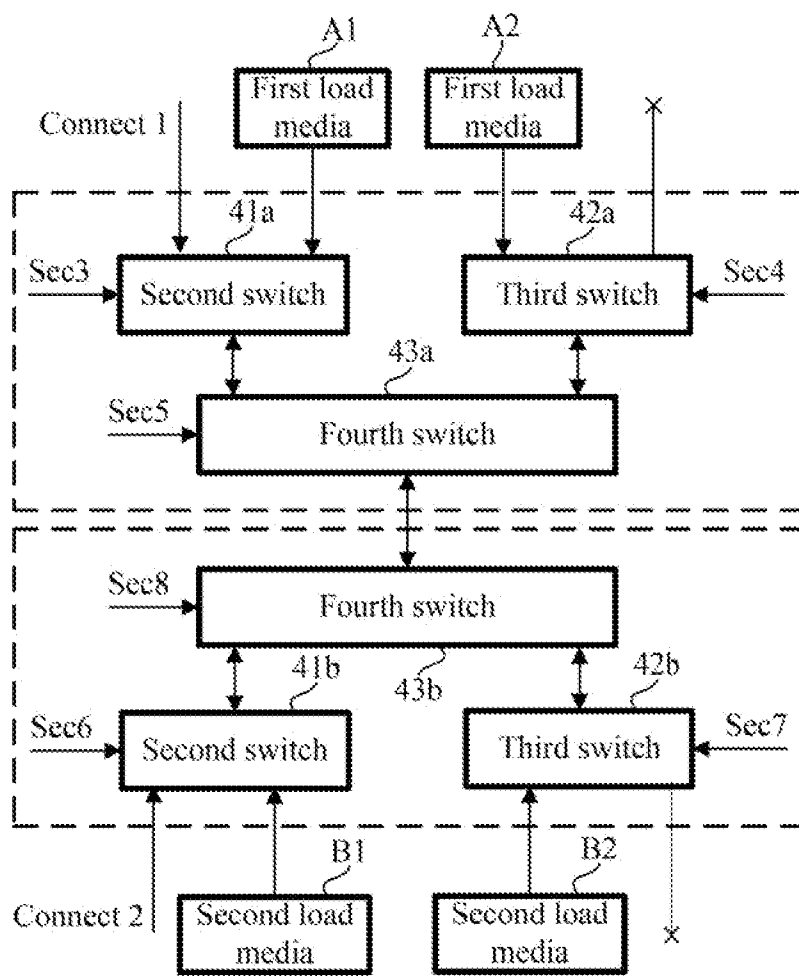 A1
A2
First load
media
First load
media
Connect 1
41a
42a
Sec3
Second switch
Third switch
Sec4
43a
Sec5
Fourth switch
Sec8
Fourth switch
41b
43b
42b
Sec6
Second switch
Third switch
Sec7
B1
B2
Connect 2
Second load
media
Second load
media